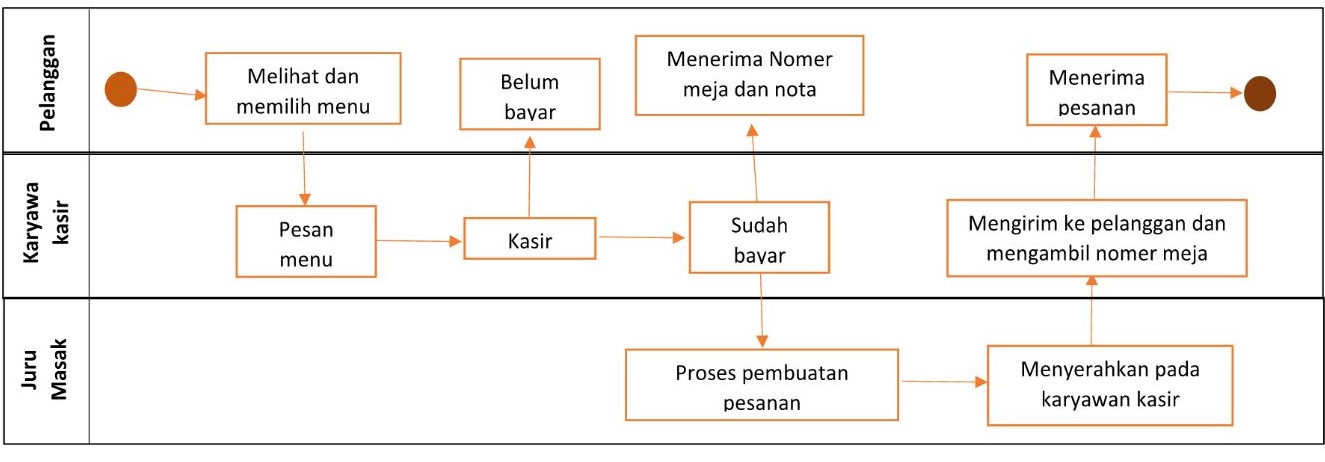 Pelanggan
Melihat dan
memilih menu
Belum
bayar
Menerima Nomer
meja dan nota
Menerima
pesanan
Karyawa
kasir
Pesan
menu
Kasir
Sudah
bayar
Mengirim ke pelanggan dan
mengambil nomer meja
Juru
Masak
Proses pembuatan
pesanan
Menyerahkan pada
karyawan kasir